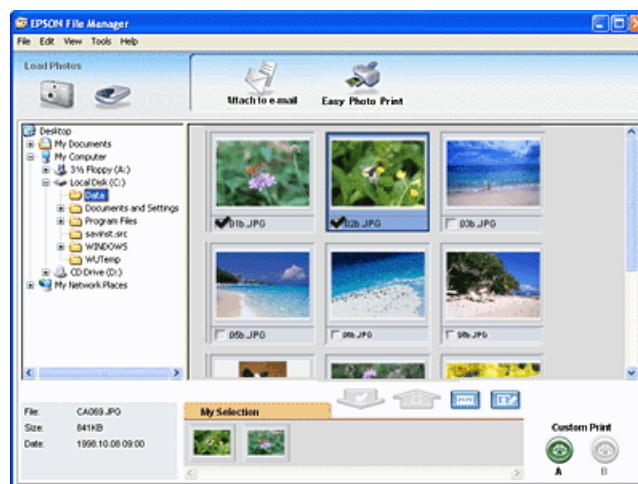 EPSON File Manager
File Edit View Tools Help
Load Photos
Attach to e-mail
Easy Photo Print
Desktop
My Documents
My Computer
3½ Floppy (A:)
Local Disk (C:)
Data
Documents and Settings
Program Files
savinst.src
WINDOWS
WUTemp
CD Drive (D:)
My Network Places
01b.JPG
02b.JPG
03b.JPG
05b.JPG
My Selection
File: CA069.JPG
Size: 841KB
Date: 1998.10.08 09:00
Custom Print
A
B